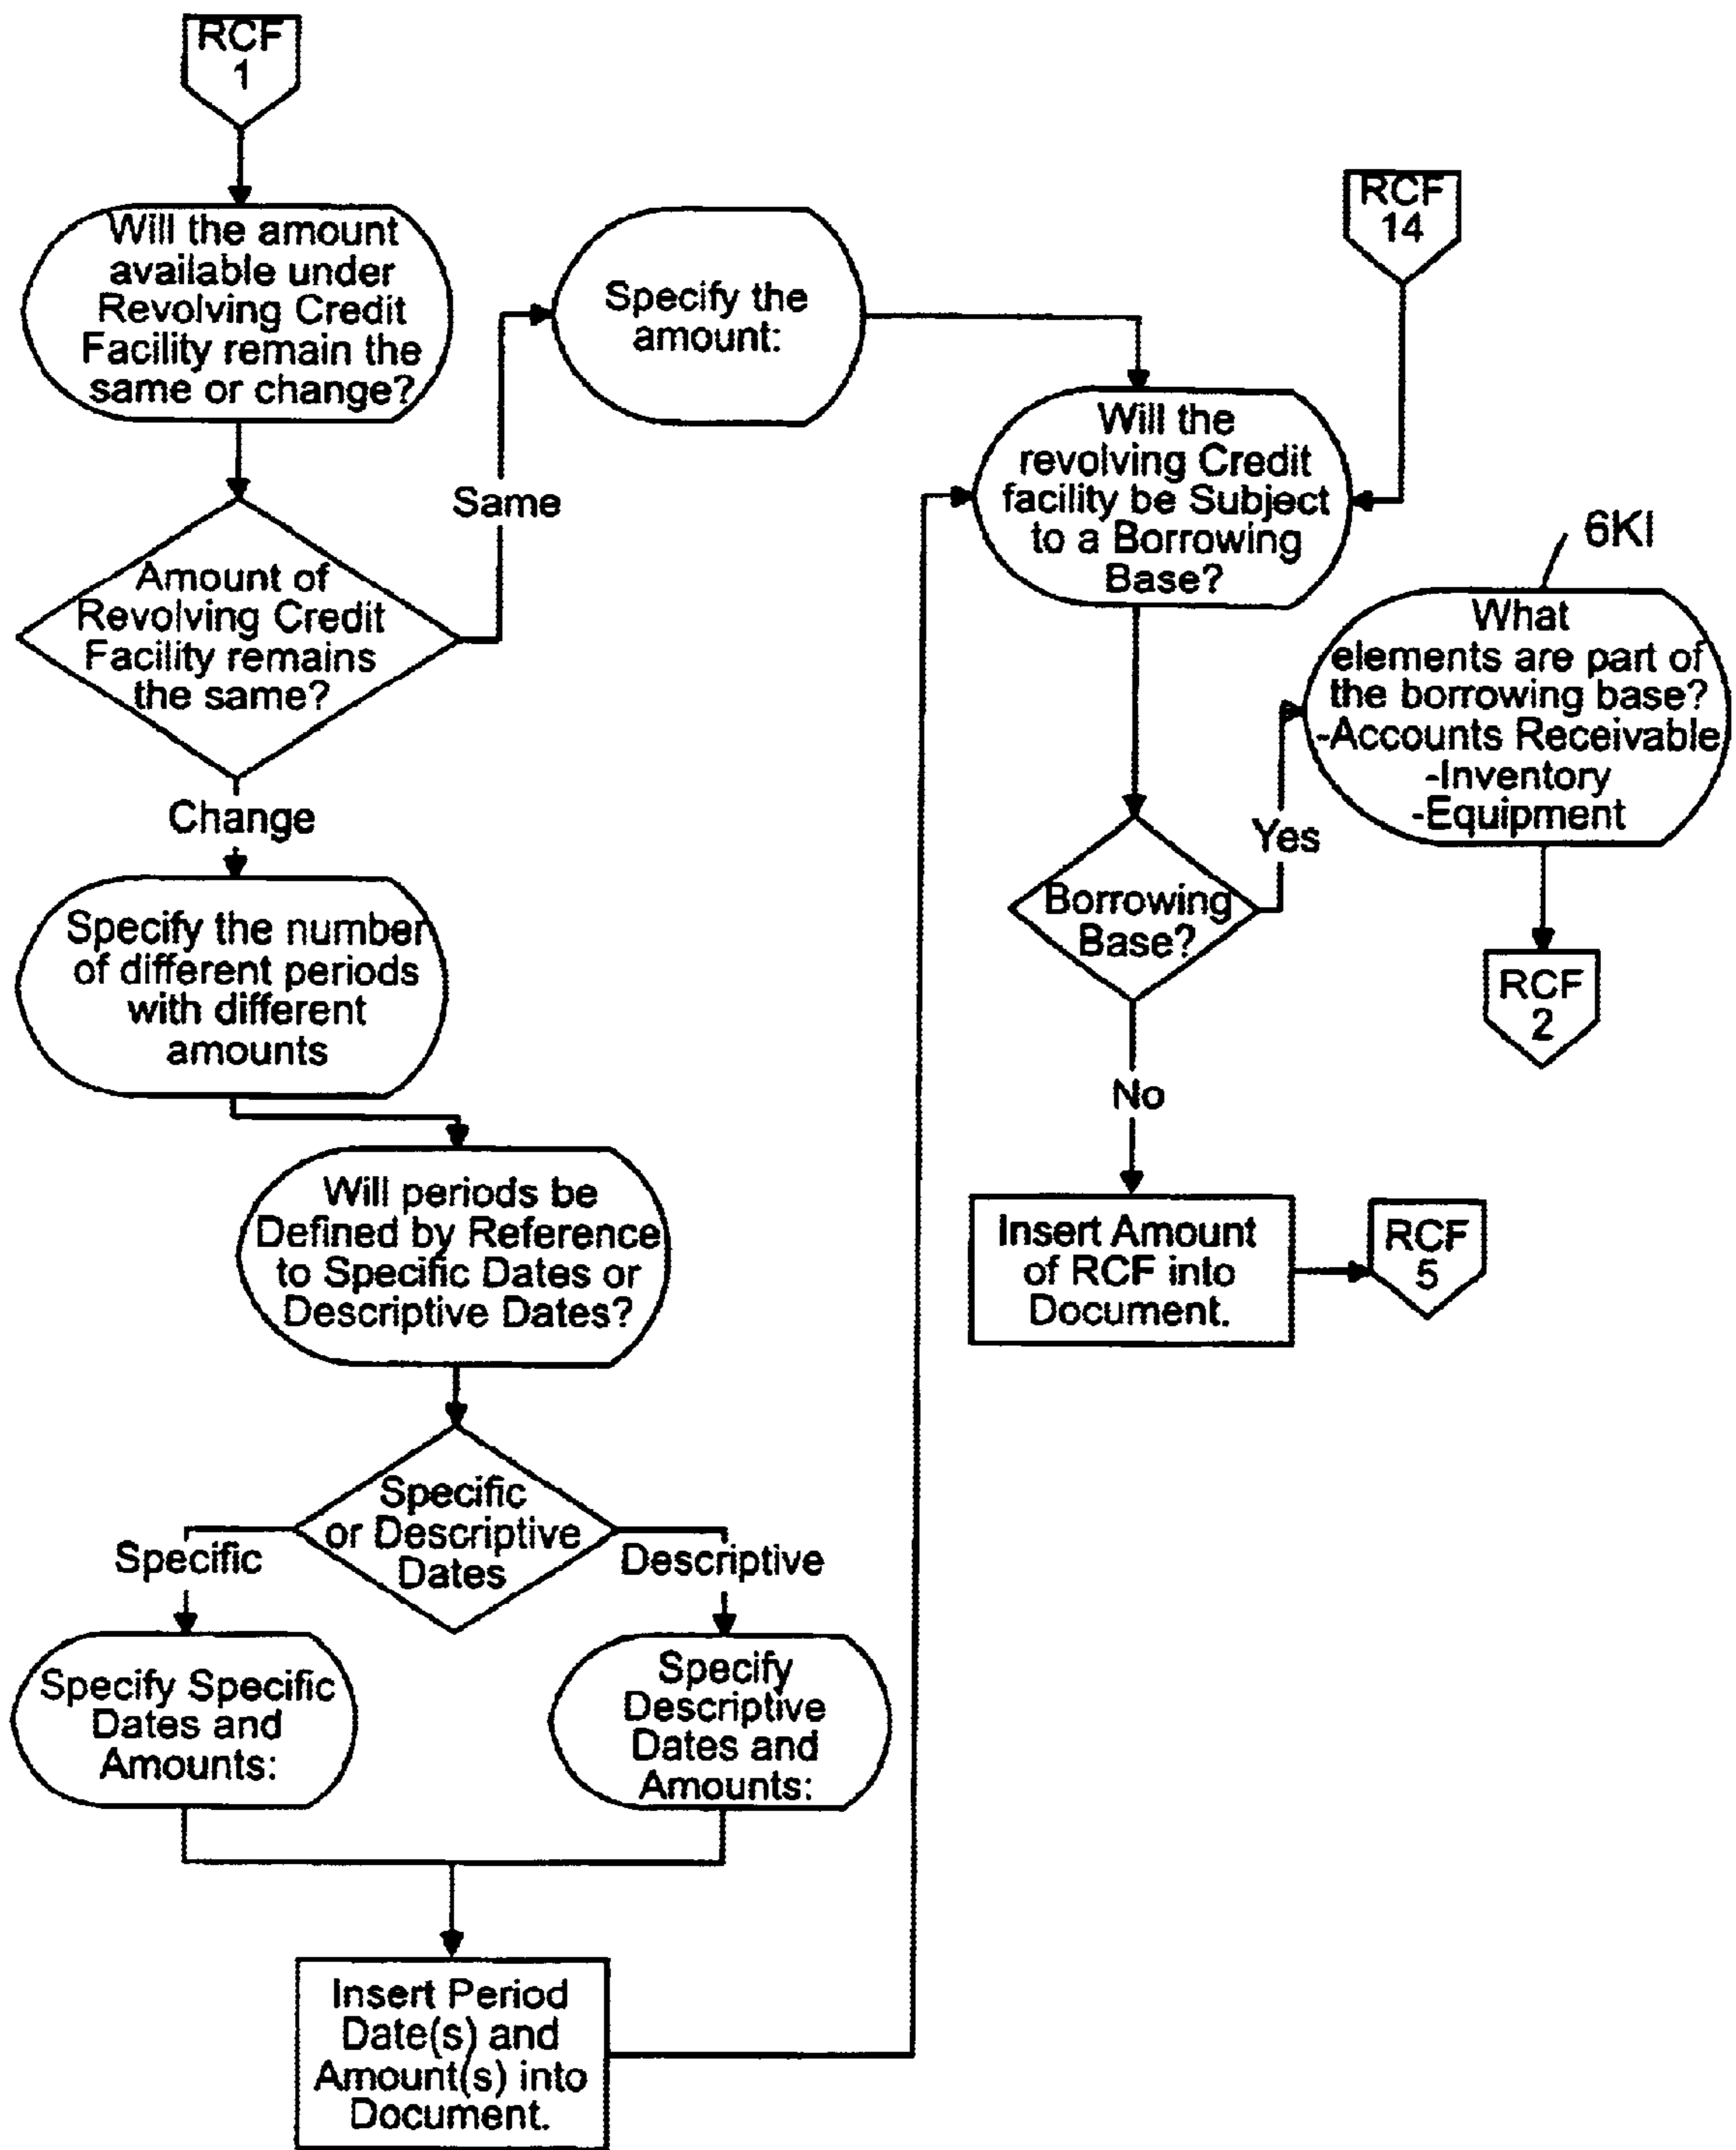 RCF
1
Will the amount
available under
Revolving Credit
Facility remain the
same or change?
Same
Specify the
amount:
RCF
14
Amount of
Revolving Credit
Facility remains
the same?
Change
Will the
revolving Credit
facility be Subject
to a Borrowing
Base?
6KI
What
elements are part of
the borrowing base?
-Accounts Receivable
-Inventory
-Equipment
Borrowing
Base?
Yes
RCF
2
No
Insert Amount
of RCF into
Document.
RCF
5
Specify the number
of different periods
with different
amounts
Will periods be
Defined by Reference
to Specific Dates or
Descriptive Dates?
Specific
or Descriptive
Dates
Specific
Descriptive
Specify Specific
Dates and
Amounts:
Specify
Descriptive
Dates and
Amounts:
Insert Period
Date(s) and
Amount(s) into
Document.